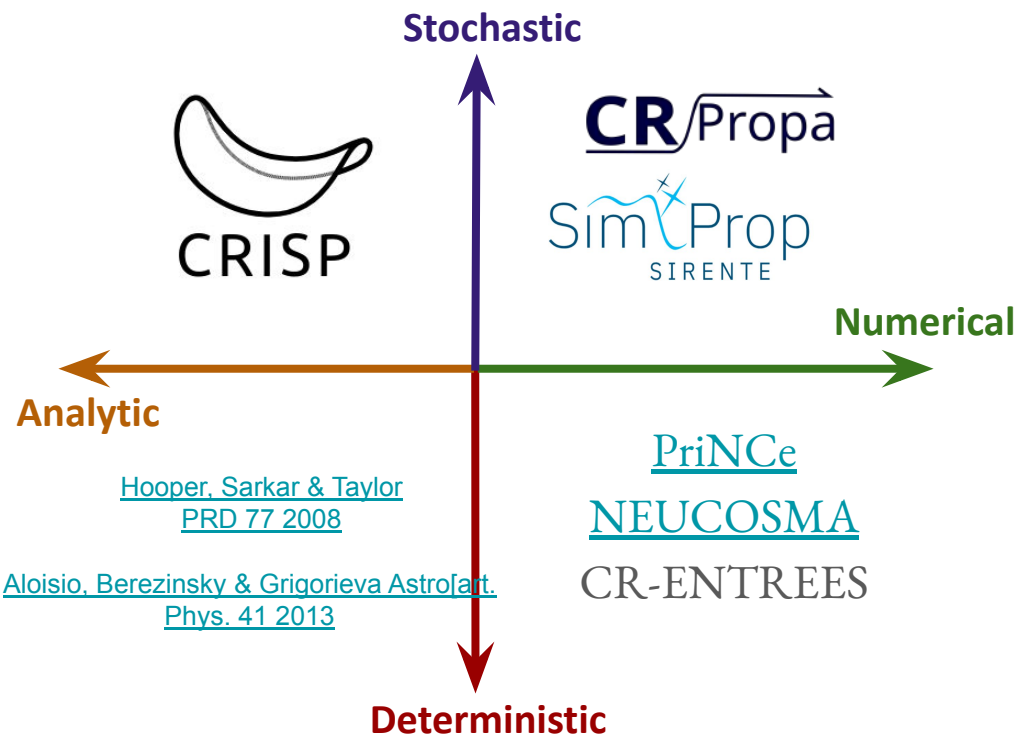 Stochastic
CRISP
CR/Propa
SimProp
SIRENTE
Numerical
Analytic
Hooper, Sarkar & Taylor
PRD 77 2008
Aloisio, Berezinsky & Grigorieva Astro[art.
Phys. 41 2013
PriNCe
NEUCOSMA
CR-ENTREES
Deterministic